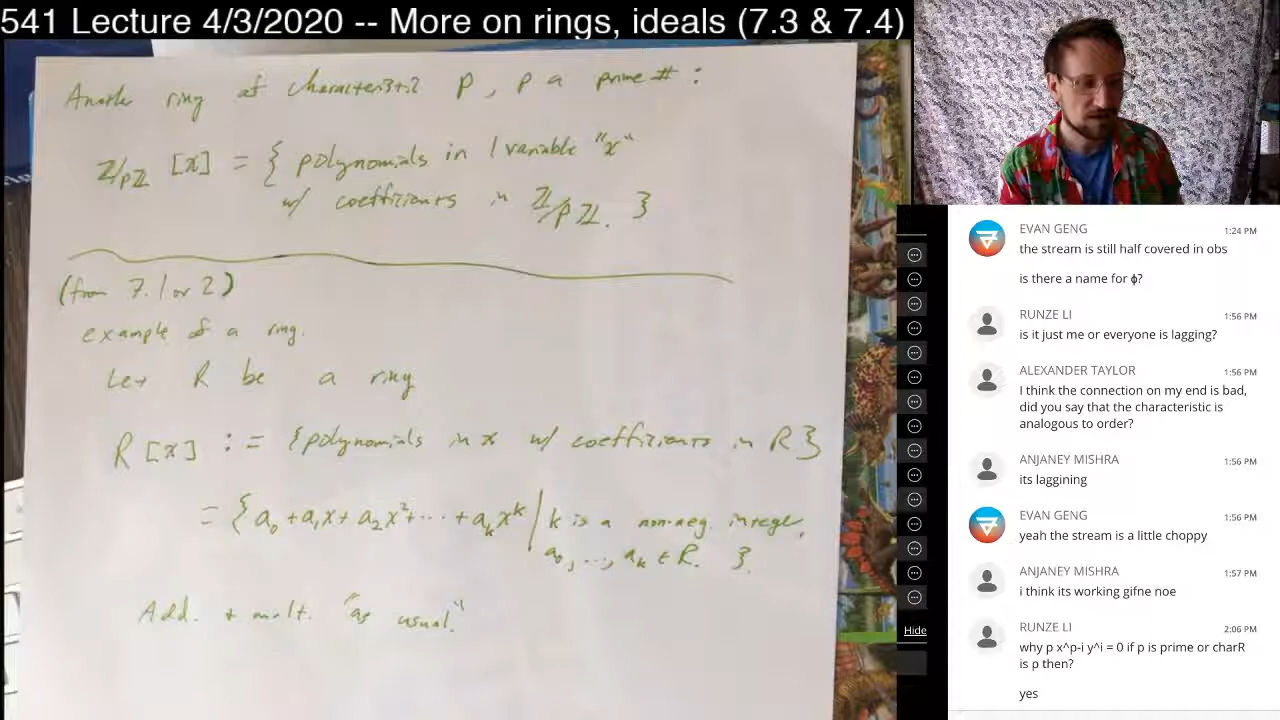 541 Lecture 4/3/2020 -- More on rings, ideals (7.3 & 7.4)
Another ring of characteristic p, p a prime # :
ℤ/pℤ [x] = { polynomials in 1 variable "x"
w/ coefficients in ℤ/pℤ. }
(from 7.1 or 2)
example of a ring.
Let R be a ring
R[x] := {polynomials in x w/ coefficients in R}
= { a₀ + a₁x + a₂x² + ... + aₖxᵏ | k is a non-neg. integer,
a₀, ..., aₖ ∈ R. }
Add. + mult. "as usual."
EVAN GENG 1:24 PM
the stream is still half covered in obs
is there a name for ϕ?
RUNZE LI 1:56 PM
is it just me or everyone is lagging?
ALEXANDER TAYLOR 1:56 PM
I think the connection on my end is bad,
did you say that the characteristic is
analogous to order?
ANJANEY MISHRA 1:56 PM
its laggining
EVAN GENG 1:56 PM
yeah the stream is a little choppy
ANJANEY MISHRA 1:57 PM
i think its working gifne noe
RUNZE LI 2:06 PM
why p x^p-i y^i = 0 if p is prime or charR
is p then?
yes
Hide